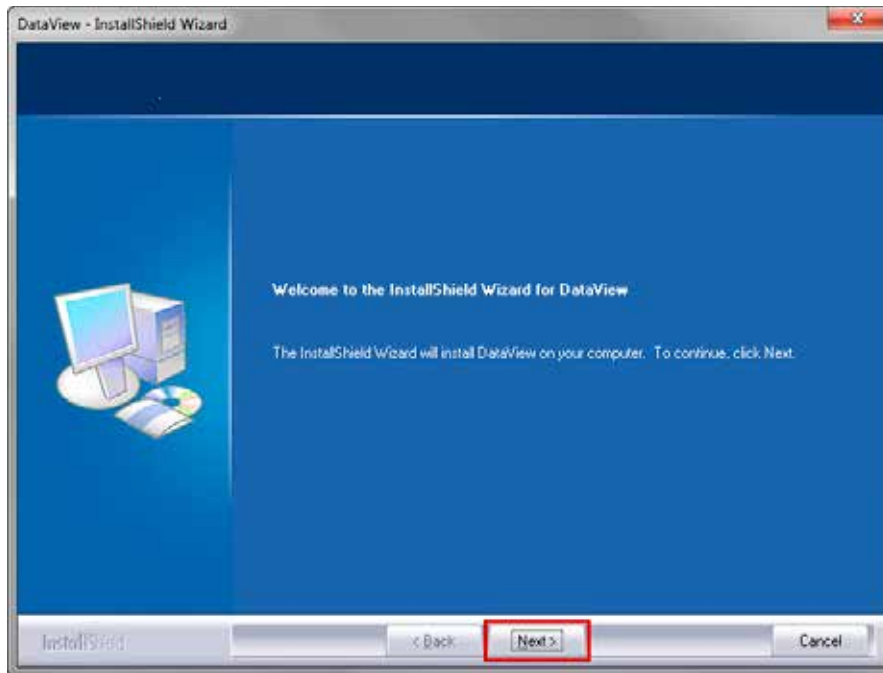 DataView - InstallShield Wizard
Welcome to the InstallShield Wizard for DataView
The InstallShield Wizard will install DataView on your computer. To continue, click Next.
InstallShield
< Back
Next >
Cancel